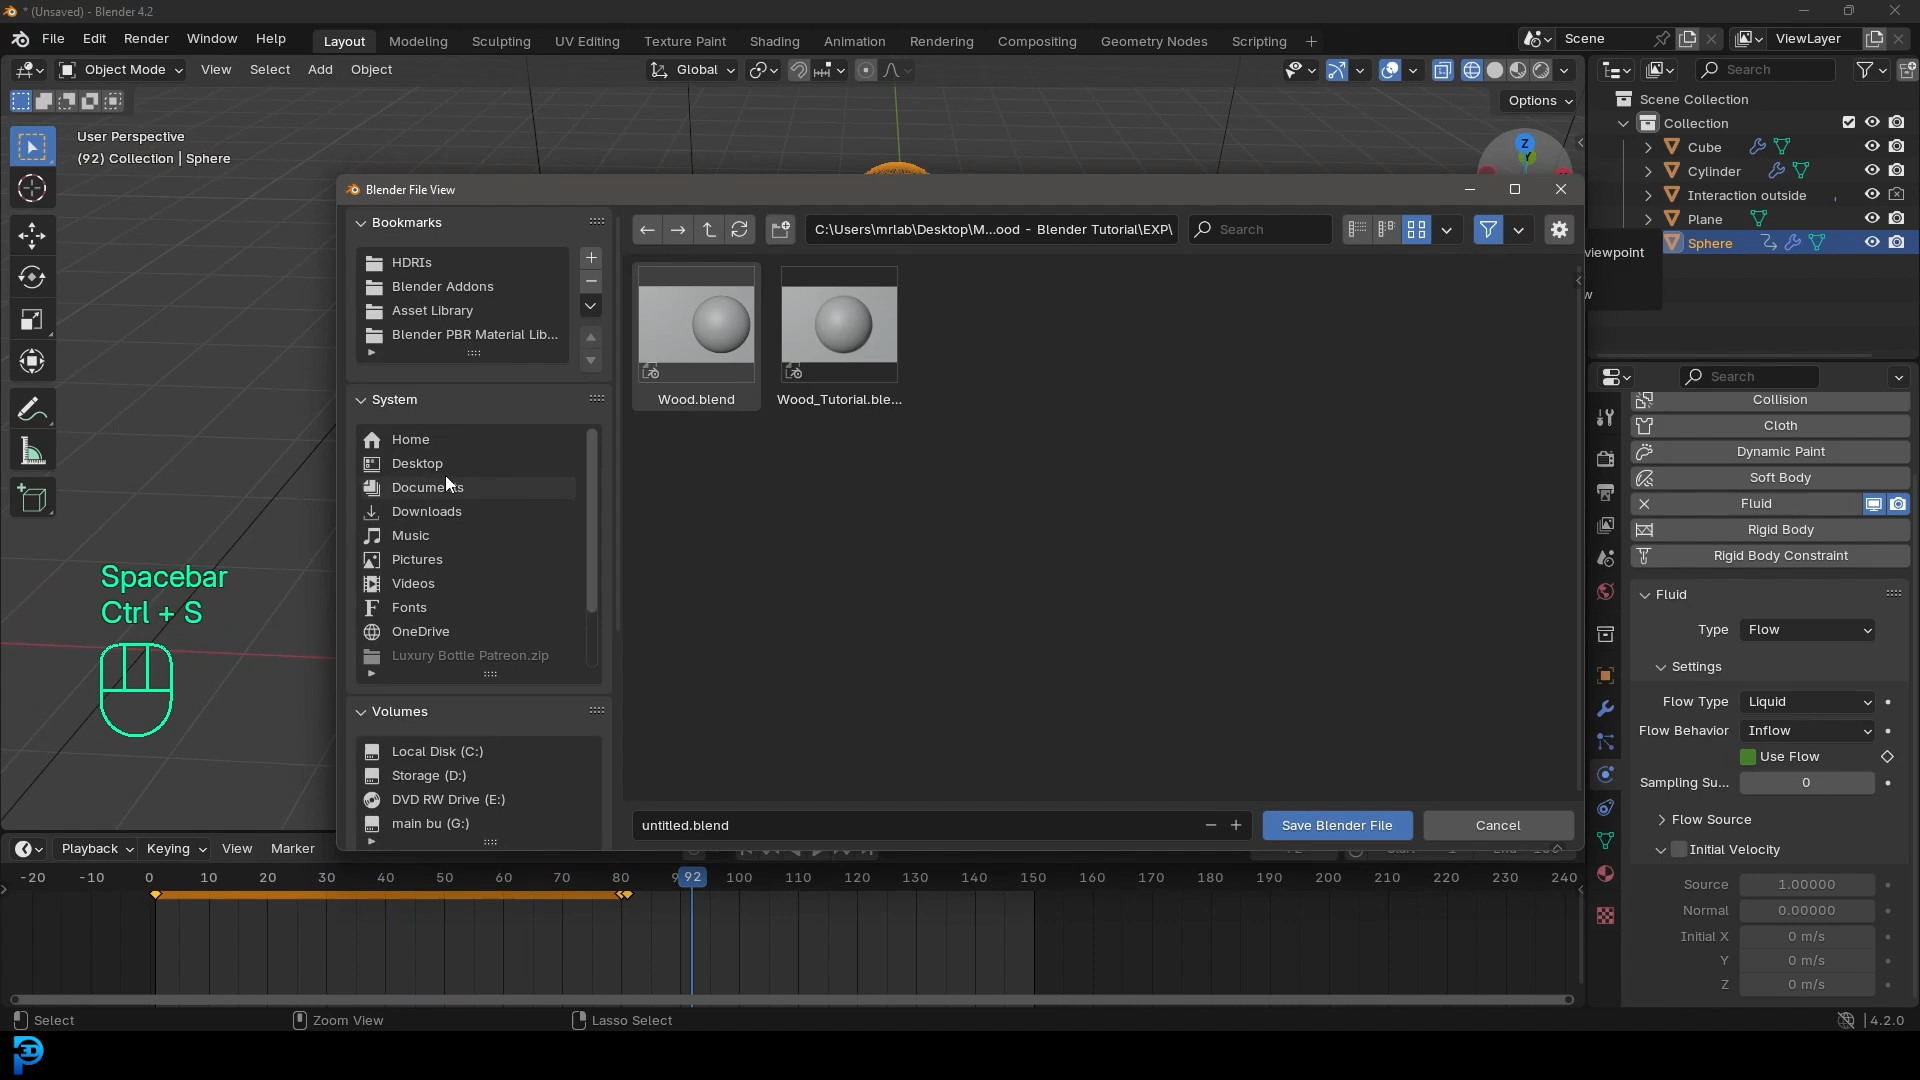 * (Unsaved) - Blender 4.2
File Edit Render Window Help
Layout Modeling Sculpting UV Editing Texture Paint Shading Animation Rendering Compositing Geometry Nodes Scripting +
Scene
ViewLayer
Object Mode View Select Add Object
Global
Search
Options
User Perspective
(92) Collection | Sphere
Scene Collection
Collection
Cube
Cylinder
Interaction outside
Plane
Sphere
iewpoint
w
Blender File View
Bookmarks
HDRIs
Blender Addons
Asset Library
Blender PBR Material Lib...
C:\Users\mrlab\Desktop\M...ood - Blender Tutorial\EXP\
Search
Wood.blend
Wood_Tutorial.ble...
System
Home
Desktop
Documents
Downloads
Music
Pictures
Videos
Fonts
OneDrive
Luxury Bottle Patreon.zip
Volumes
Local Disk (C:)
Storage (D:)
DVD RW Drive (E:)
main bu (G:)
untitled.blend
Save Blender File
Cancel
Spacebar
Ctrl + S
Search
Collision
Cloth
Dynamic Paint
Soft Body
Fluid
Rigid Body
Rigid Body Constraint
Fluid
Type Flow
Settings
Flow Type Liquid
Flow Behavior Inflow
Use Flow
Sampling Su... 0
Flow Source
Initial Velocity
Source 1.00000
Normal 0.00000
Initial X 0 m/s
Y 0 m/s
Z 0 m/s
Playback Keying View Marker
-20 -10 0 10 20 30 40 50 60 70 80 92 100 110 120 130 140 150 160 170 180 190 200 210 220 230 240
Select
Zoom View
Lasso Select
4.2.0